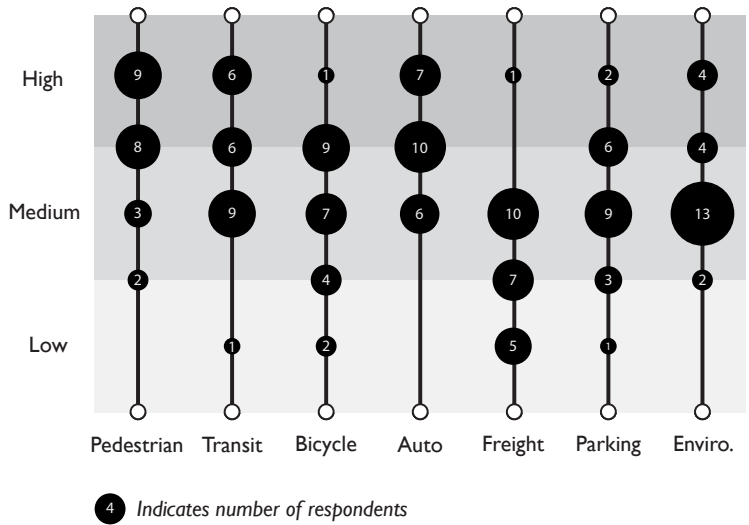 High
9 6 1 7 1 2 4
8 6 9 10 6 4
Medium
3 9 7 6 10 9 13
2 4 7 3 2
Low
1 2 5 1
Pedestrian Transit Bicycle Auto Freight Parking Enviro.
4 Indicates number of respondents